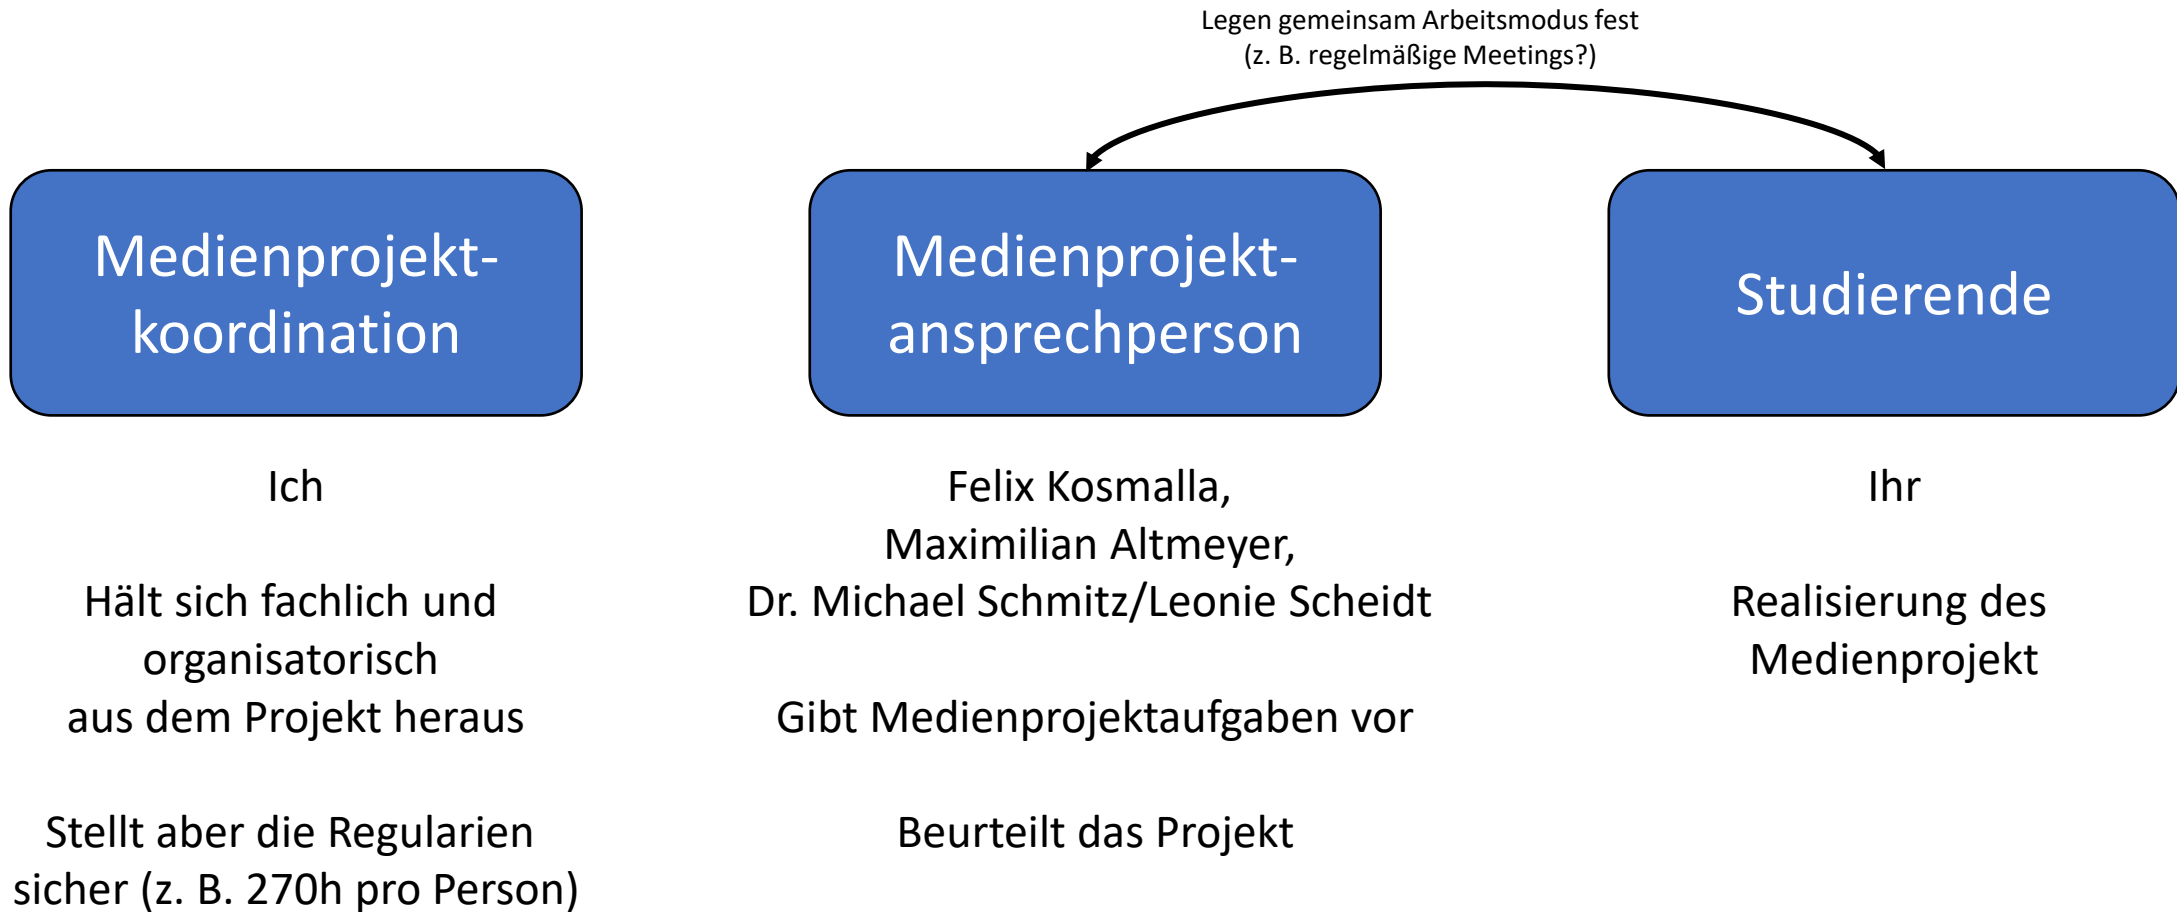 Legen gemeinsam Arbeitsmodus fest
(z. B. regelmäßige Meetings?)
Medienprojekt-
koordination
Ich
Hält sich fachlich und
organisatorisch
aus dem Projekt heraus
Stellt aber die Regularien
sicher (z. B. 270h pro Person)
Medienprojekt-
ansprechperson
Felix Kosmalla,
Maximilian Altmeyer,
Dr. Michael Schmitz/Leonie Scheidt
Gibt Medienprojektaufgaben vor
Beurteilt das Projekt
Studierende
Ihr
Realisierung des
Medienprojekt